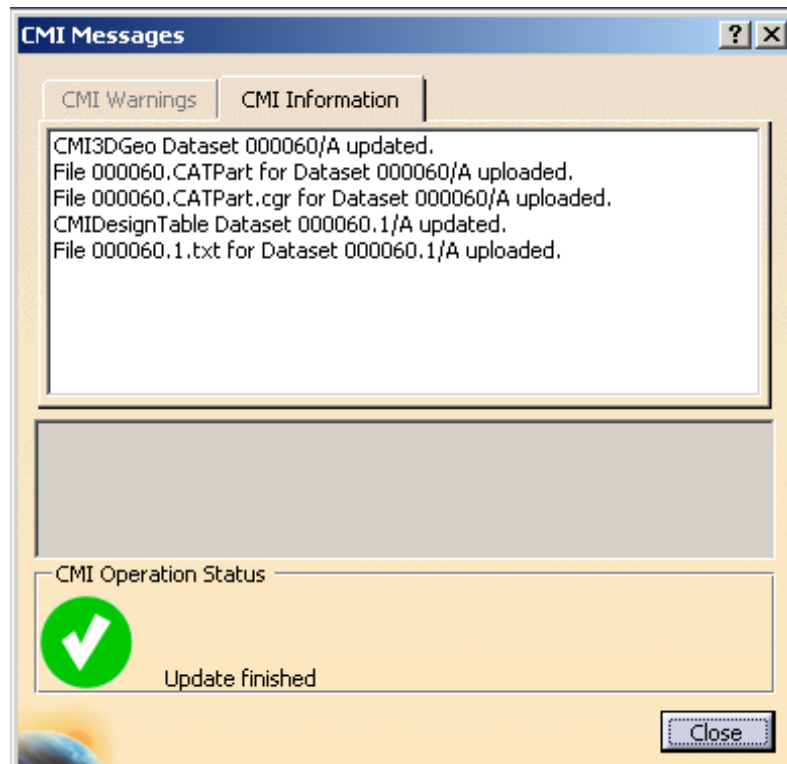 CMI Messages
?
CMI Warnings
CMI Information
CMI3DGeo Dataset 000060/A updated.
File 000060.CATPart for Dataset 000060/A uploaded.
File 000060.CATPart.cgr for Dataset 000060/A uploaded.
CMIDesignTable Dataset 000060.1/A updated.
File 000060.1.txt for Dataset 000060.1/A uploaded.
CMI Operation Status
Update finished
Close